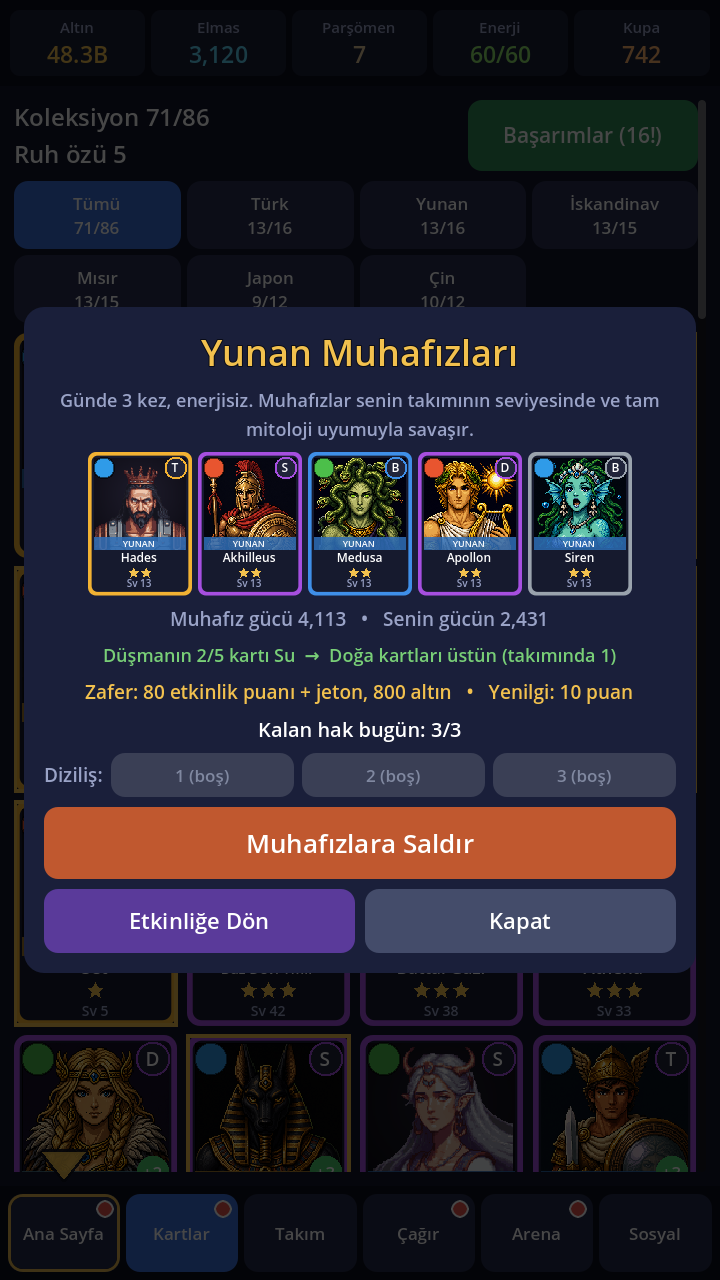 Altın
Elmas
Parşömen
Enerji
Kupa
48.3B
3,120
7
60/60
742
Koleksiyon 71/86
Ruh özü 5
Başarımlar (16!)
Tümü
71/86
Türk
13/16
Yunan
13/16
İskandinav
13/15
Mısır
13/15
Japon
9/12
Çin
10/12
Yunan Muhafızları
Günde 3 kez, enerjisiz. Muhafızlar senin takımının seviyesinde ve tam
mitoloji uyumuyla savaşır.
T
YUNAN
Hades
Sv 13
S
YUNAN
Akhilleus
Sv 13
B
YUNAN
Medusa
Sv 13
D
YUNAN
Apollon
Sv 13
B
YUNAN
Siren
Sv 13
Muhafız gücü 4,113 • Senin gücün 2,431
Düşmanın 2/5 kartı Su → Doğa kartları üstün (takımında 1)
Zafer: 80 etkinlik puanı + jeton, 800 altın • Yenilgi: 10 puan
Kalan hak bugün: 3/3
Diziliş:
1 (boş)
2 (boş)
3 (boş)
Muhafızlara Saldır
Etkinliğe Dön
Kapat
Sv 5
Sv 42
Sv 38
Sv 33
D
S
S
T
Ana Sayfa
Kartlar
Takım
Çağır
Arena
Sosyal